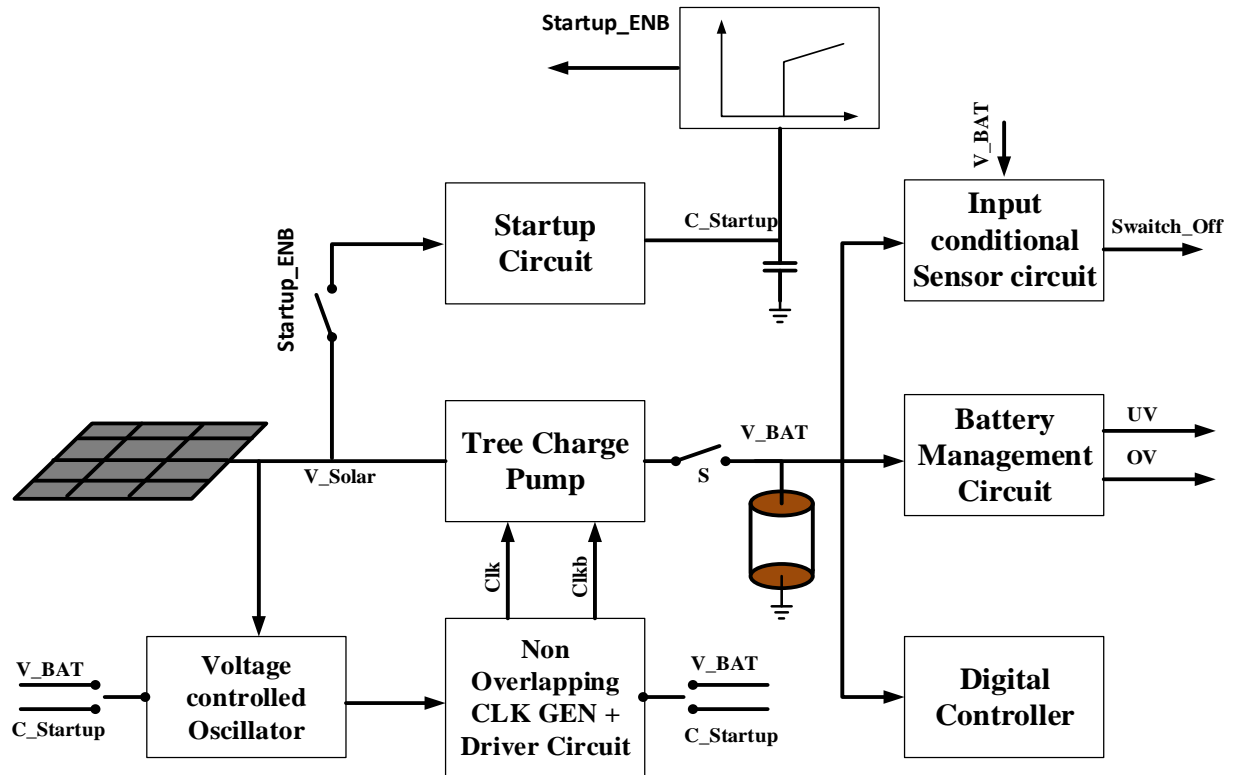 Startup_ENB
V_BAT
Startup
Circuit
C_Startup
Input
conditional
Sensor circuit
Swaitch_Off
Startup_ENB
V_Solar
Tree Charge
Pump
S
V_BAT
Battery
Management
Circuit
UV
OV
Clk
Clkb
V_BAT
C_Startup
Voltage
controlled
Oscillator
Non
Overlapping
CLK GEN +
Driver Circuit
V_BAT
C_Startup
Digital
Controller